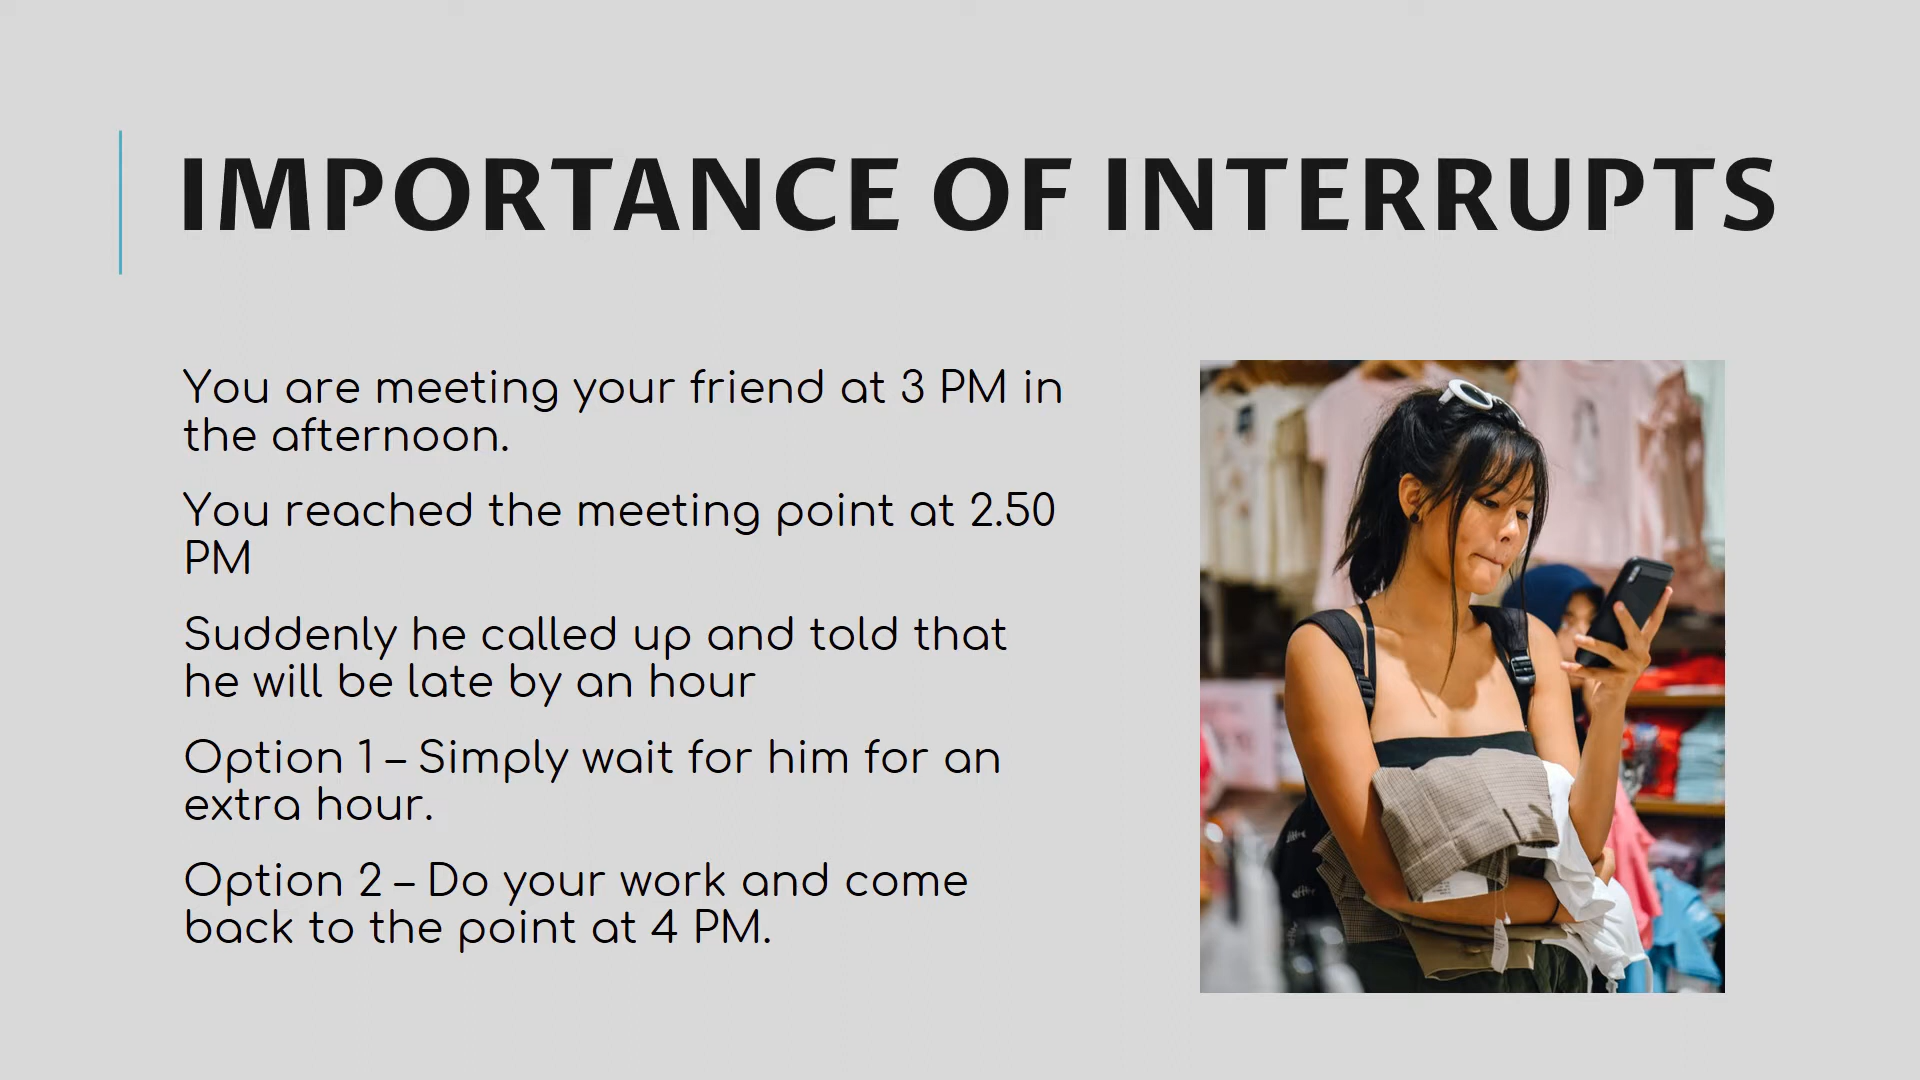 IMPORTANCE OF INTERRUPTS
You are meeting your friend at 3 PM in
the afternoon.
You reached the meeting point at 2.50
PM
Suddenly he called up and told that
he will be late by an hour
Option 1 – Simply wait for him for an
extra hour.
Option 2 – Do your work and come
back to the point at 4 PM.